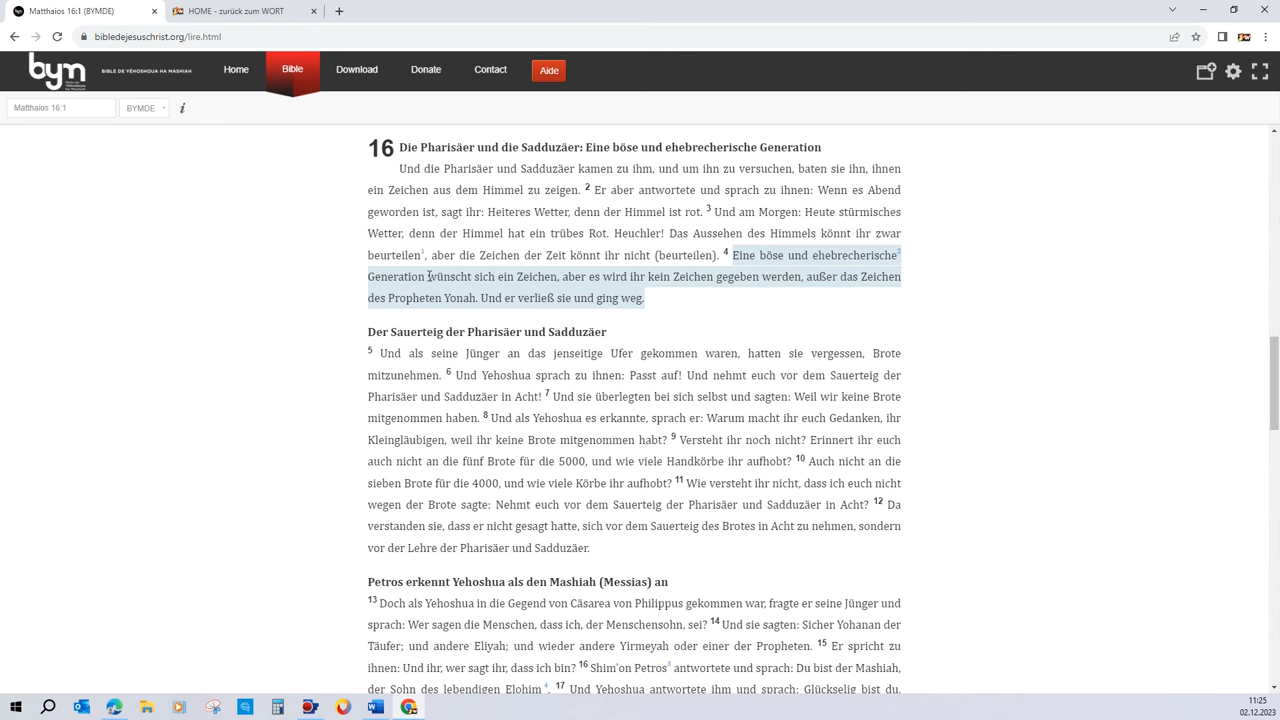 Matthaios 16:1 (BYMDE)
HOME - zurück zum WORT
bibledejesuschrist.org/lire.html
bym BIBLE DE YÉHOSHOUA HA MASHIAH Home Bible Download Donate Contact Aide
Matthaios 16:1 BYMDE i
16 Die Pharisäer und die Sadduzäer: Eine böse und ehebrecherische Generation
Und die Pharisäer und Sadduzäer kamen zu ihm, und um ihn zu versuchen, baten sie ihn, ihnen
ein Zeichen aus dem Himmel zu zeigen. 2 Er aber antwortete und sprach zu ihnen: Wenn es Abend
geworden ist, sagt ihr: Heiteres Wetter, denn der Himmel ist rot. 3 Und am Morgen: Heute stürmisches
Wetter, denn der Himmel hat ein trübes Rot. Heuchler! Das Aussehen des Himmels könnt ihr zwar
beurteilen1, aber die Zeichen der Zeit könnt ihr nicht (beurteilen). 4 Eine böse und ehebrecherische2
Generation wünscht sich ein Zeichen, aber es wird ihr kein Zeichen gegeben werden, außer das Zeichen
des Propheten Yonah. Und er verließ sie und ging weg.
Der Sauerteig der Pharisäer und Sadduzäer
5 Und als seine Jünger an das jenseitige Ufer gekommen waren, hatten sie vergessen, Brote
mitzunehmen. 6 Und Yehoshua sprach zu ihnen: Passt auf! Und nehmt euch vor dem Sauerteig der
Pharisäer und Sadduzäer in Acht! 7 Und sie überlegten bei sich selbst und sagten: Weil wir keine Brote
mitgenommen haben. 8 Und als Yehoshua es erkannte, sprach er: Warum macht ihr euch Gedanken, ihr
Kleingläubigen, weil ihr keine Brote mitgenommen habt? 9 Versteht ihr noch nicht? Erinnert ihr euch
auch nicht an die fünf Brote für die 5000, und wie viele Handkörbe ihr aufhobt? 10 Auch nicht an die
sieben Brote für die 4000, und wie viele Körbe ihr aufhobt? 11 Wie versteht ihr nicht, dass ich euch nicht
wegen der Brote sagte: Nehmt euch vor dem Sauerteig der Pharisäer und Sadduzäer in Acht? 12 Da
verstanden sie, dass er nicht gesagt hatte, sich vor dem Sauerteig des Brotes in Acht zu nehmen, sondern
vor der Lehre der Pharisäer und Sadduzäer.
Petros erkennt Yehoshua als den Mashiah (Messias) an
13 Doch als Yehoshua in die Gegend von Cäsarea von Philippus gekommen war, fragte er seine Jünger und
sprach: Wer sagen die Menschen, dass ich, der Menschensohn, sei? 14 Und sie sagten: Sicher Yohanan der
Täufer; und andere Eliyah; und wieder andere Yirmeyah oder einer der Propheten. 15 Er spricht zu
ihnen: Und ihr, wer sagt ihr, dass ich bin? 16 Shim'on Petros3 antwortete und sprach: Du bist der Mashiah,
der Sohn des lebendigen Elohim 4. 17 Und Yehoshua antwortete ihm und sprach: Glückselig bist du,
11:25
02.12.2023